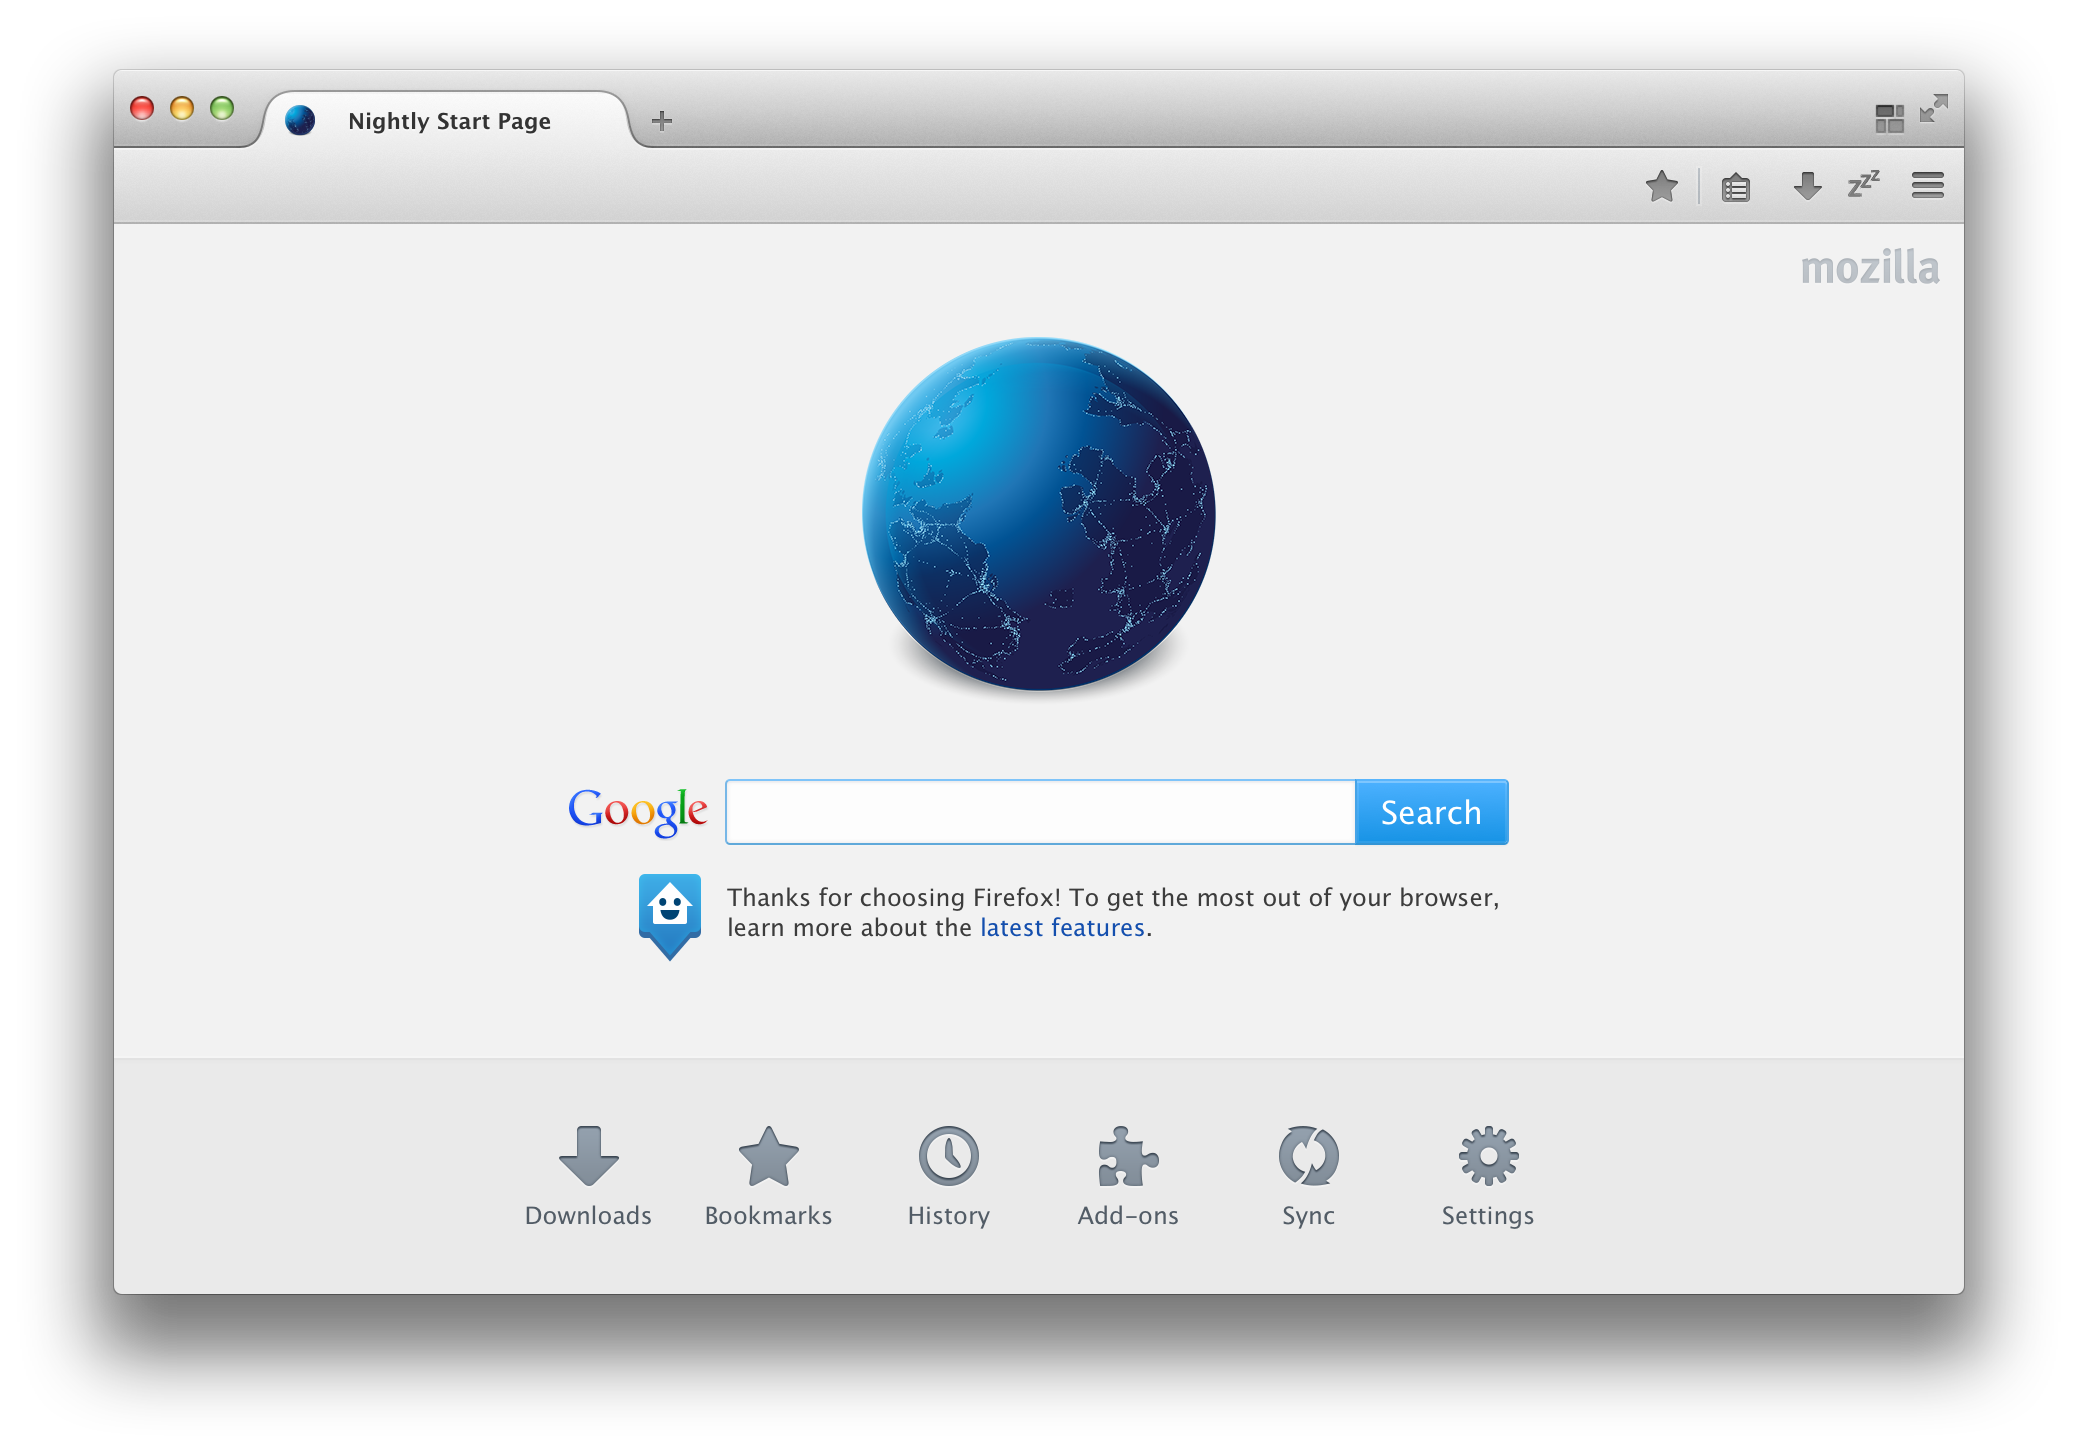 Nightly Start Page
zzz
mozilla
Google
Search
Thanks for choosing Firefox! To get the most out of your browser,
learn more about the latest features.
Downloads Bookmarks History Add-ons Sync Settings